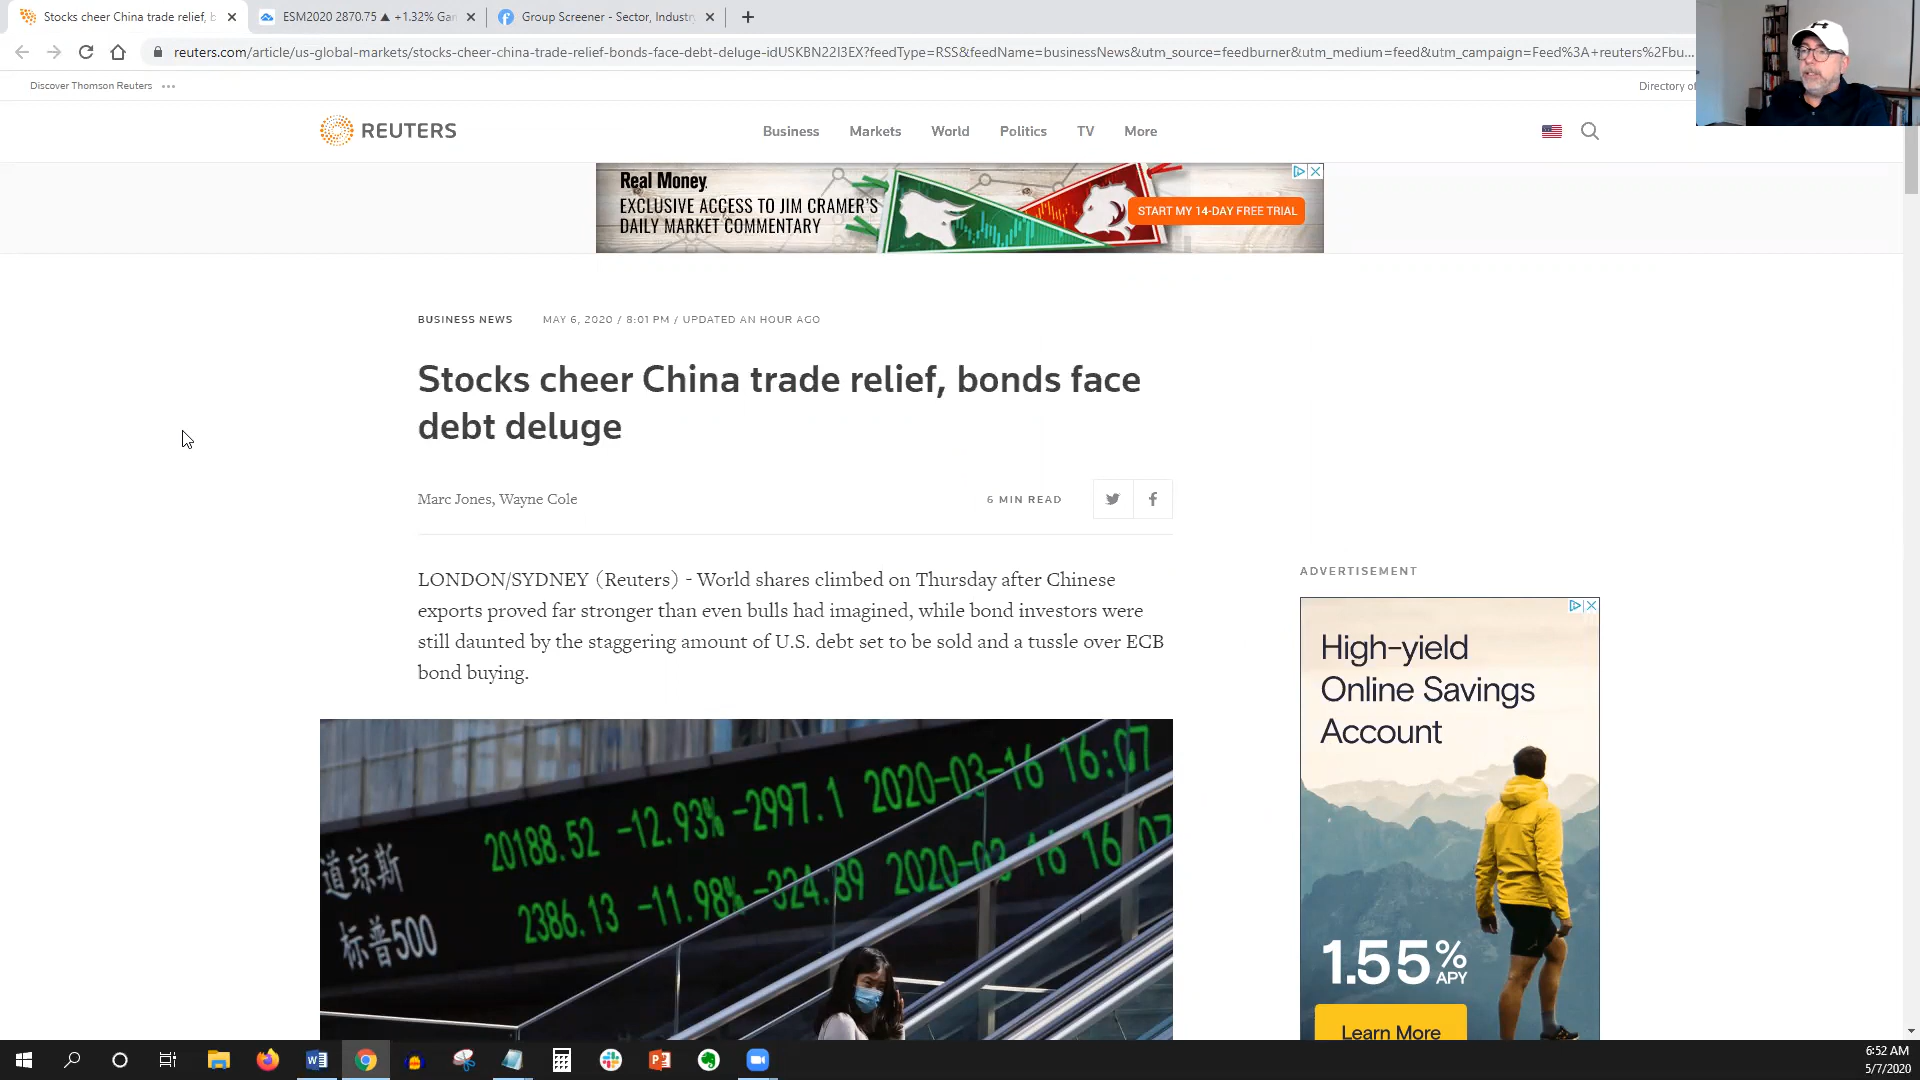 Stocks cheer China trade relief, b
ESM2020 2870.75 ▲ +1.32% Gan
Group Screener - Sector, Industr
reuters.com/article/us-global-markets/stocks-cheer-china-trade-relief-bonds-face-debt-deluge-idUSKBN22I3EX?feedType=RSS&feedName=businessNews&utm_source=feedburner&utm_medium=feed&utm_campaign=Feed%3A+reuters%2Fbu...
Discover Thomson Reuters
Directory of
REUTERS
Business Markets World Politics TV More
Real Money.
EXCLUSIVE ACCESS TO JIM CRAMER'S
DAILY MARKET COMMENTARY
START MY 14-DAY FREE TRIAL
BUSINESS NEWS MAY 6, 2020 / 8:01 PM / UPDATED AN HOUR AGO
Stocks cheer China trade relief, bonds face
debt deluge
Marc Jones, Wayne Cole
6 MIN READ
LONDON/SYDNEY (Reuters) - World shares climbed on Thursday after Chinese
exports proved far stronger than even bulls had imagined, while bond investors were
still daunted by the staggering amount of U.S. debt set to be sold and a tussle over ECB
bond buying.
ADVERTISEMENT
High-yield
Online Savings
Account
1.55% APY
Learn More
道琼斯 20188.52 -12.93% -2997.1 2020-03-16 16:07
标普500 2386.13 -11.98% -324.89 2020-03-16 16:07
6:52 AM
5/7/2020